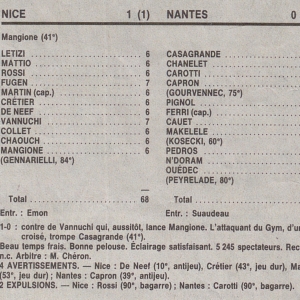 NICE 1 (1) NANTES 0
Mangione (41e)
LETIZI 6 CASAGRANDE
MATTIO 6 CHANELET
ROSSI 6 CAROTTI
FUGEN 7 CAPRON
MARTIN (cap.) 6 (GOURVENNEC, 75e)
CRÉTIER 6 PIGNOL
DE NEEF 6 FERRI (cap.)
VANNUCHI 7 CAUET
COLLET 6 MAKELELE
CHAOUCH 6 (KOSECKI, 60e)
MANGIONE 6 PEDROS
(GENNARIELLI, 84e) N'DORAM
OUÉDEC
(PEYRELADE, 80e)
Total 68 Total
Entr. : Emon Entr. : Suaudeau
1-0 : contre de Vannuchi qui, aussitôt, lance Mangione. L'attaquant du Gym, d'un
croisé, trompe Casagrande (41e).
Beau temps frais. Bonne pelouse. Eclairage satisfaisant. 5 245 spectateurs. Rec
n.c. Arbitre : M. Chéron.
4 AVERTISSEMENTS. — Nice : De Neef (10e, antijeu), Crétier (43e, jeu dur), Ma
(53e, jeu dur) ; Nantes : Capron (39e, antijeu).
2 EXPULSIONS. — Nice : Rossi (90e, bagarre) ; Nantes : Carotti (90e, bagarre).